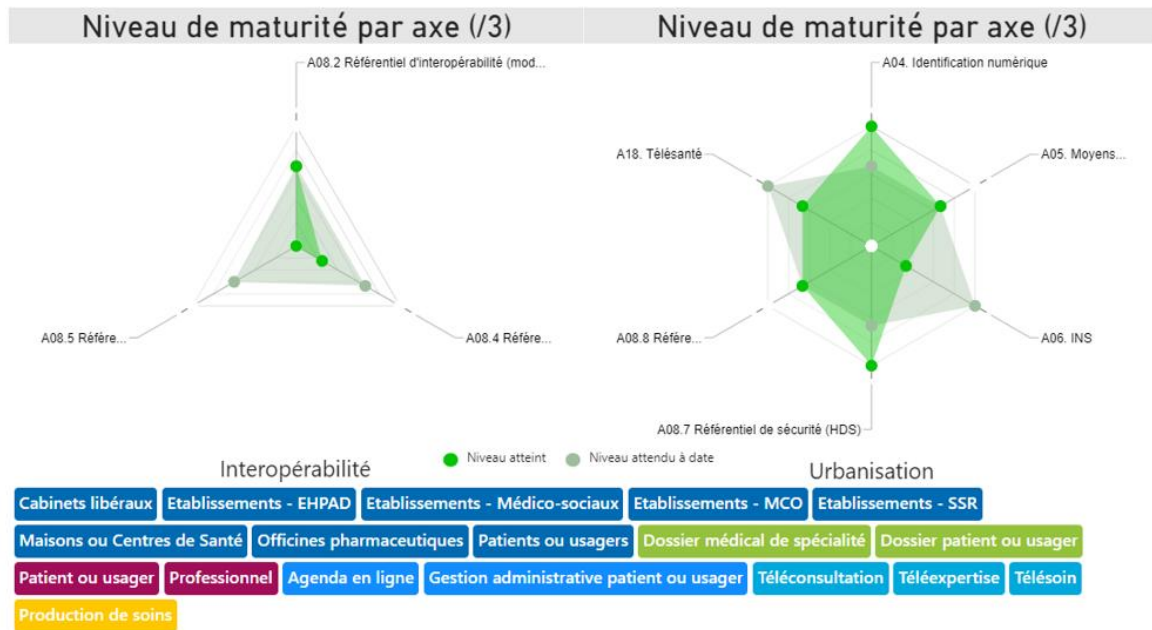 Niveau de maturité par axe (/3)
Niveau de maturité par axe (/3)
A08.2 Référentiel d'interopérabilité (mod...
A08.5 Réfère...
A08.4 Réfère...
A04. Identification numérique
A18. Télésanté
A05. Moyens...
A08.8 Réfère...
A06. INS
A08.7 Référentiel de sécurité (HDS)
Niveau atteint
Niveau attendu à date
Interopérabilité
Urbanisation
Cabinets libéraux
Etablissements - EHPAD
Etablissements - Médico-sociaux
Etablissements - MCO
Etablissements - SSR
Maisons ou Centres de Santé
Officines pharmaceutiques
Patients ou usagers
Dossier médical de spécialité
Dossier patient ou usager
Patient ou usager
Professionnel
Agenda en ligne
Gestion administrative patient ou usager
Téléconsultation
Téléexpertise
Télésoin
Production de soins